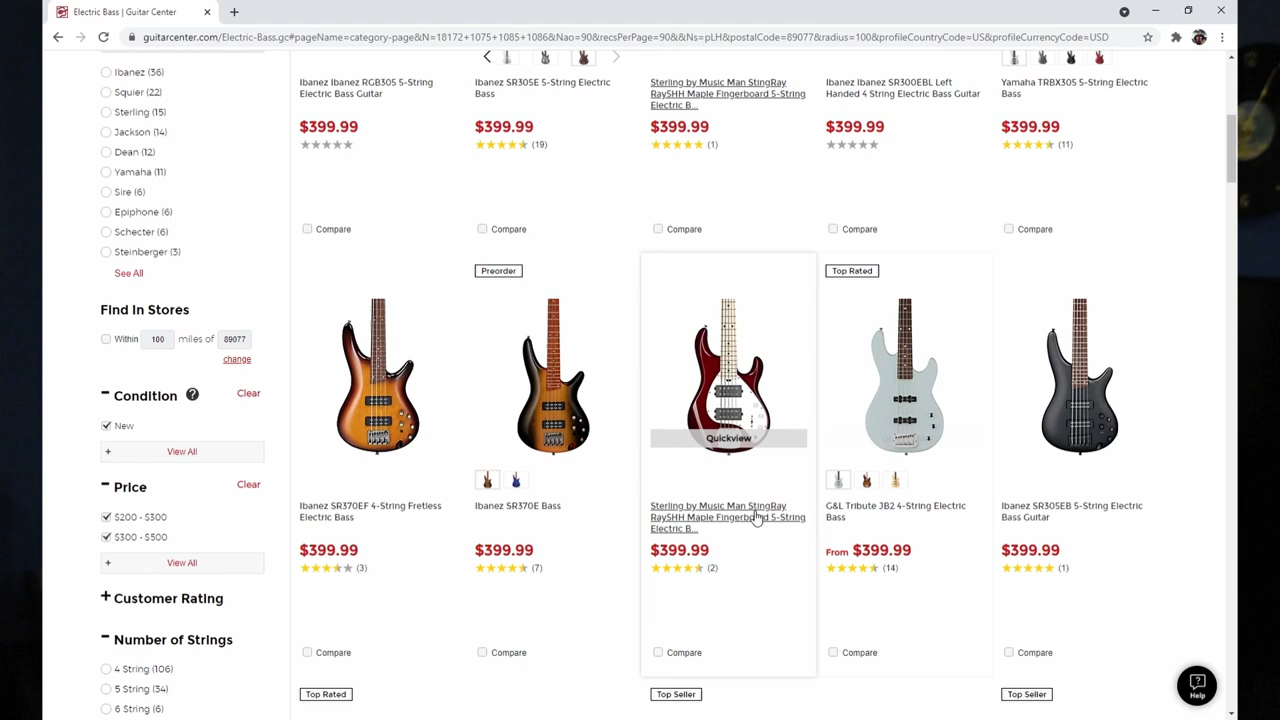 Electric Bass | Guitar Center
guitarcenter.com/Electric-Bass.gc#pageName=category-page&N=18172+1075+1085+1086&Nao=90&recsPerPage=90&&Ns=pLH&postalCode=89077&radius=100&profileCountryCode=US&profileCurrencyCode=USD
Ibanez (36)
Squier (22)
Sterling (15)
Jackson (14)
Dean (12)
Yamaha (11)
Sire (6)
Epiphone (6)
Schecter (6)
Steinberger (3)
See All
Find In Stores
Within 100 miles of 89077
change
Condition ? Clear
New
+ View All
Price Clear
$200 - $300
$300 - $500
+ View All
+ Customer Rating
Number of Strings
4 String (106)
5 String (34)
6 String (6)
Ibanez Ibanez RGB305 5-String
Electric Bass Guitar
$399.99
Compare
Ibanez SR305E 5-String Electric
Bass
$399.99
(19)
Compare
Sterling by Music Man StingRay
Ray5HH Maple Fingerboard 5-String
Electric B...
$399.99
(1)
Compare
Ibanez SR300EBL Left
Handed 4 String Electric Bass Guitar
$399.99
Compare
Yamaha TRBX305 5-String Electric
Bass
$399.99
(11)
Compare
Ibanez SR370EF 4-String Fretless
Electric Bass
$399.99
(3)
Compare
Preorder
Ibanez SR370E Bass
$399.99
(7)
Compare
Quickview
Sterling by Music Man StingRay
Ray5HH Maple Fingerboard 5-String
Electric B...
$399.99
(2)
Compare
Top Rated
G&L Tribute JB2 4-String Electric
Bass
From $399.99
(14)
Compare
Ibanez SR305EB 5-String Electric
Bass Guitar
$399.99
(1)
Compare
Top Rated
Top Seller
Top Seller
?
Help